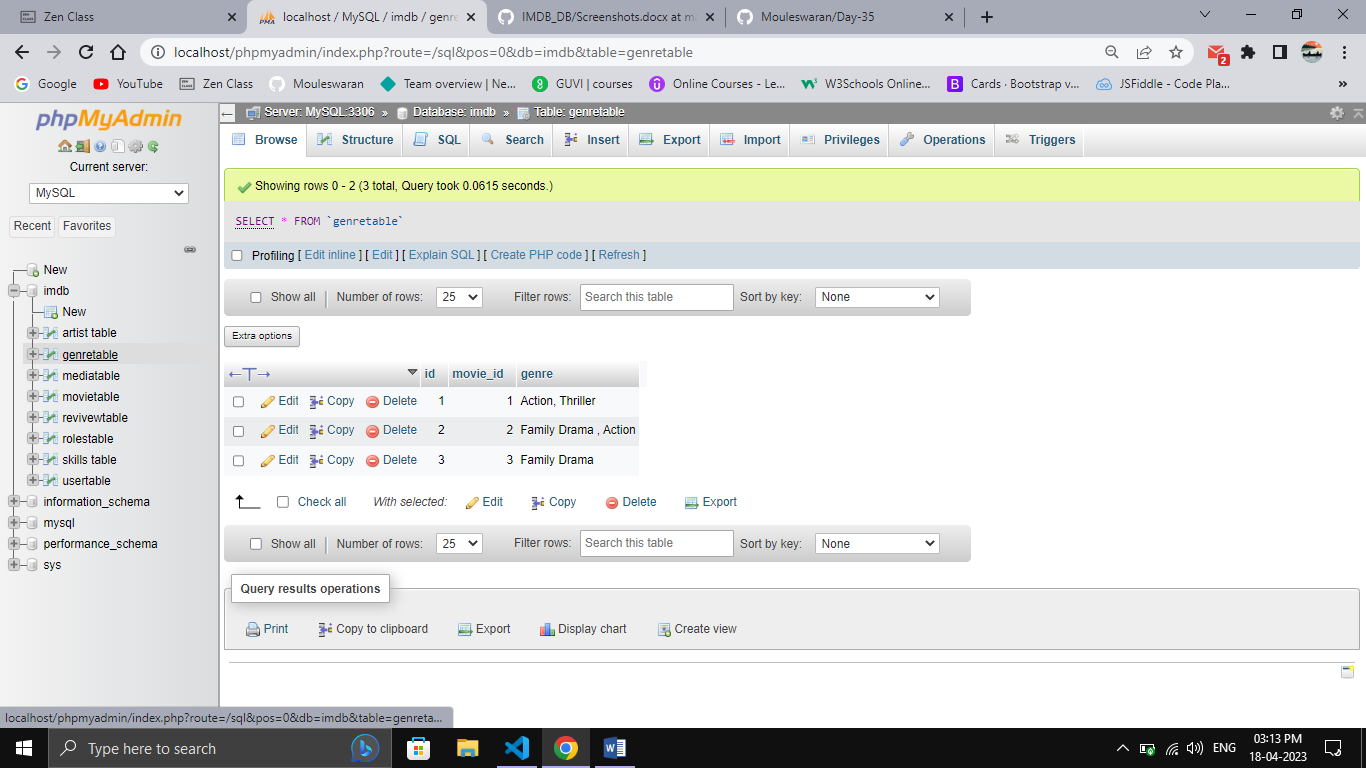 Zen Class
localhost / MySQL / imdb / genre
IMDB_DB/Screenshots.docx at m
Mouleswaran/Day-35
localhost/phpmyadmin/index.php?route=/sql&pos=0&db=imdb&table=genretable
2
Google
YouTube
Zen Class
Mouleswaran
Team overview | Ne...
GUVI | courses
Online Courses - Le...
W3Schools Online...
Cards · Bootstrap v...
JSFiddle - Code Pla...
»
phpMyAdmin
Current server:
MySQL
Recent Favorites
New
imdb
New
artist table
genretable
mediatable
movietable
revivewtable
rolestable
skills table
usertable
information_schema
mysql
performance_schema
sys
Server: MySQL:3306 » Database: imdb » Table: genretable
Browse Structure SQL Search Insert Export Import Privileges Operations Triggers
Showing rows 0 - 2 (3 total, Query took 0.0615 seconds.)
SELECT * FROM `genretable`
Profiling [ Edit inline ] [ Edit ] [ Explain SQL ] [ Create PHP code ] [ Refresh ]
Show all Number of rows: 25 Filter rows: Search this table Sort by key: None
Extra options
←T→ id movie_id genre
Edit Copy Delete 1 1 Action, Thriller
Edit Copy Delete 2 2 Family Drama , Action
Edit Copy Delete 3 3 Family Drama
Check all With selected: Edit Copy Delete Export
Show all Number of rows: 25 Filter rows: Search this table Sort by key: None
Query results operations
Print Copy to clipboard Export Display chart Create view
localhost/phpmyadmin/index.php?route=/sql&pos=0&db=imdb&table=genreta...
Type here to search
ENG
03:13 PM
18-04-2023